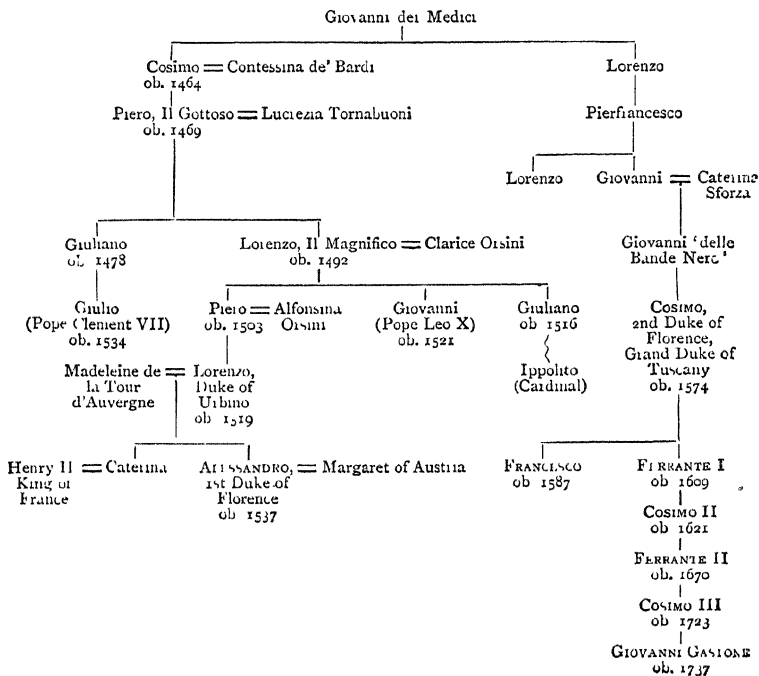 Giovanni dei Medici
Cosimo = Contessina de' Bardi
ob. 1464
Lorenzo
Piero, Il Gottoso = Lucrezia Tornabuoni
ob. 1469
Pierfrancesco
Lorenzo
Giovanni = Caterina
Sforza
Giuliano
ob 1478
Lorenzo, Il Magnifico = Clarice Orsini
ob. 1492
Giovanni 'delle
Bande Nere'
Giulio
(Pope Clement VII)
ob. 1534
Piero = Alfonsina
ob. 1503 Orsini
Giovanni
(Pope Leo X)
ob. 1521
Giuliano
ob 1516
Cosimo,
2nd Duke of
Florence,
Grand Duke of
Tuscany
ob. 1574
Ippolito
(Cardinal)
Madeleine de = Lorenzo,
la Tour Duke of
d'Auvergne Urbino
ob 1519
Henry II = Caterina
King of
France
Alessandro, = Margaret of Austria
1st Duke of
Florence
ob 1537
Francesco
ob 1587
Ferrante I
ob 1609
Cosimo II
ob 1621
Ferrante II
ob. 1670
Cosimo III
ob 1723
Giovanni Gastone
ob. 1737